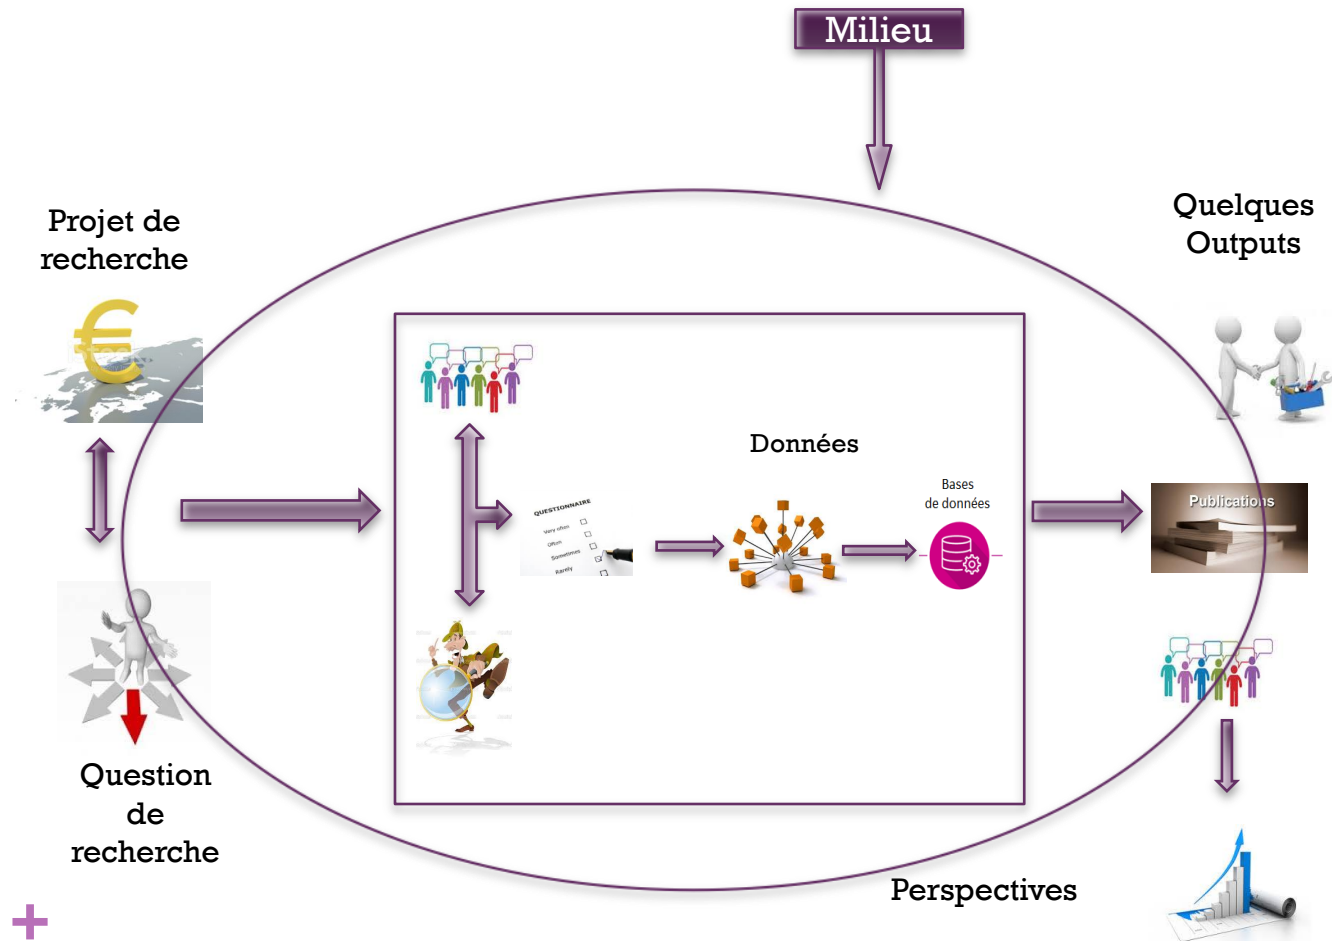 Milieu
Projet de
recherche
Quelques
Outputs
Données
Bases
de données
QUESTIONNAIRE
Very often
Often
Sometimes
Rarely
Publications
Question
de
recherche
Perspectives